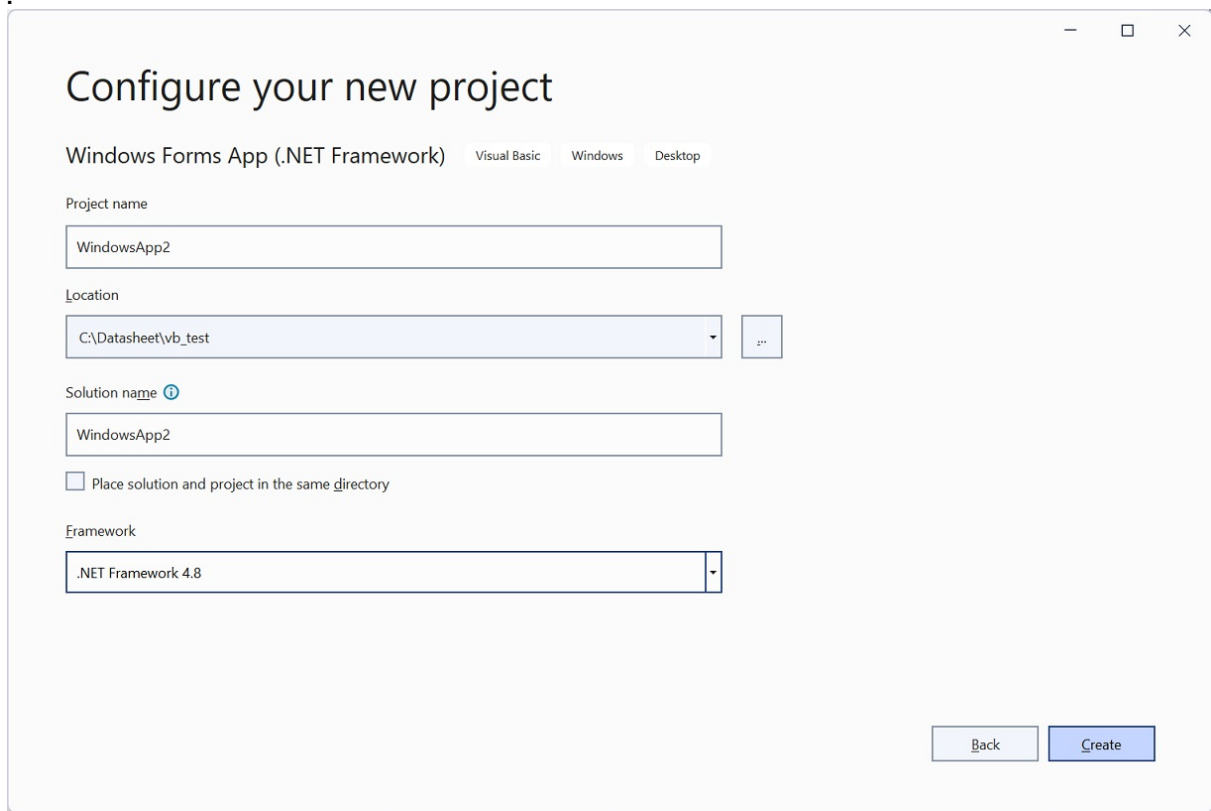 Configure your new project
Windows Forms App (.NET Framework) Visual Basic Windows Desktop
Project name
WindowsApp2
Location
C:\Datasheet\vb_test
...
Solution name
WindowsApp2
Place solution and project in the same directory
Framework
.NET Framework 4.8
Back Create